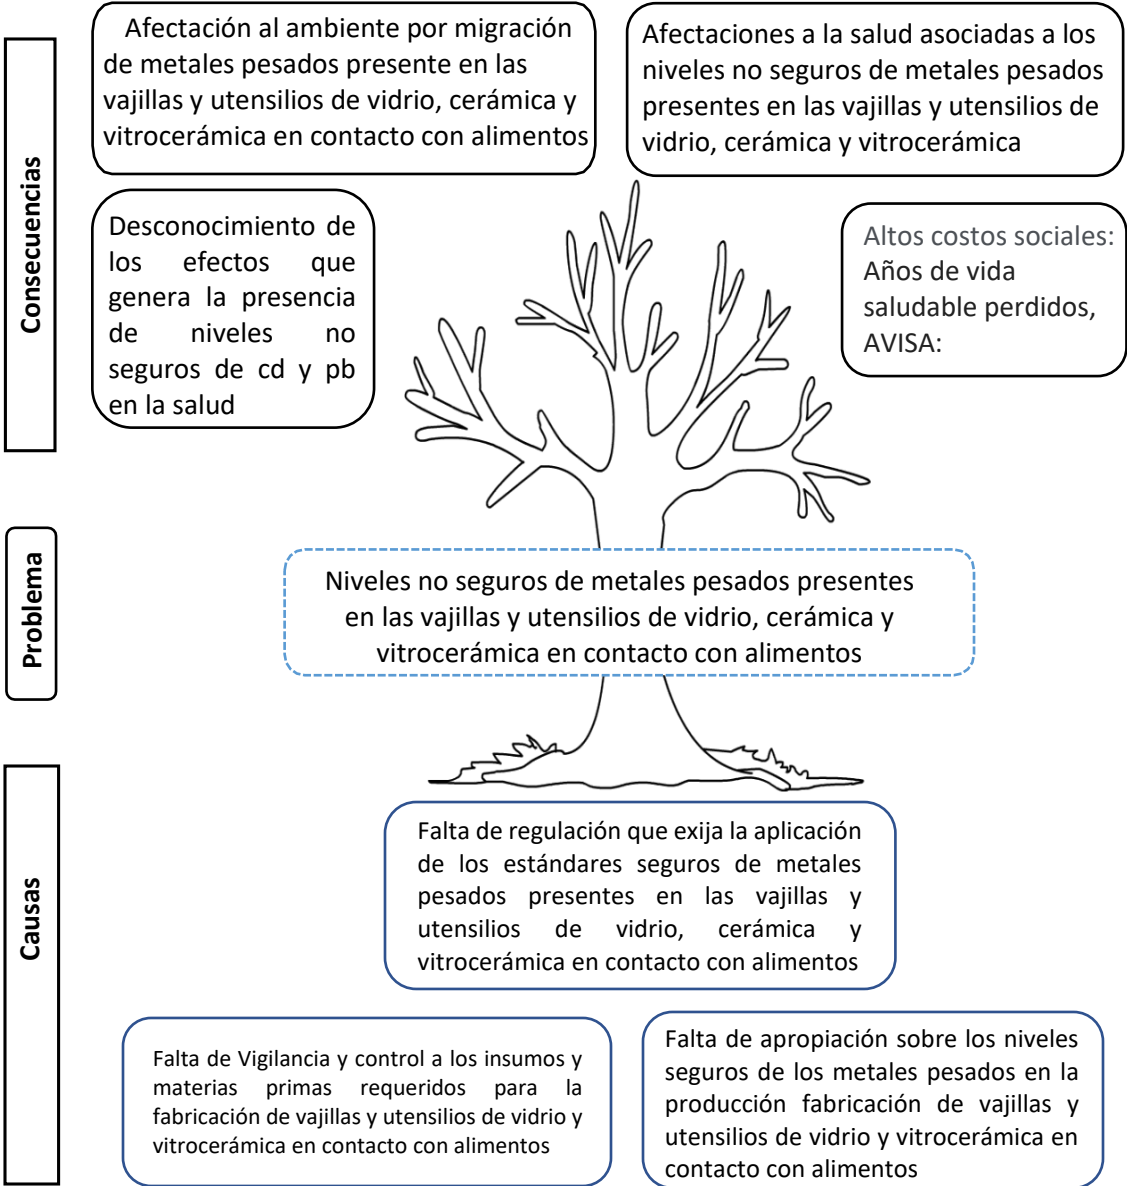 Consecuencias
Afectación al ambiente por migración
de metales pesados presente en las
vajillas y utensilios de vidrio, cerámica y
vitrocerámica en contacto con alimentos
Afectaciones a la salud asociadas a los
niveles no seguros de metales pesados
presentes en las vajillas y utensilios de
vidrio, cerámica y vitrocerámica
Desconocimiento de
los efectos que
genera la presencia
de niveles no
seguros de cd y pb
en la salud
Altos costos sociales:
Años de vida
saludable perdidos,
AVISA:
Problema
Niveles no seguros de metales pesados presentes
en las vajillas y utensilios de vidrio, cerámica y
vitrocerámica en contacto con alimentos
Causas
Falta de regulación que exija la aplicación
de los estándares seguros de metales
pesados presentes en las vajillas y
utensilios de vidrio, cerámica y
vitrocerámica en contacto con alimentos
Falta de Vigilancia y control a los insumos y
materias primas requeridos para la
fabricación de vajillas y utensilios de vidrio y
vitrocerámica en contacto con alimentos
Falta de apropiación sobre los niveles
seguros de los metales pesados en la
producción fabricación de vajillas y
utensilios de vidrio y vitrocerámica en
contacto con alimentos